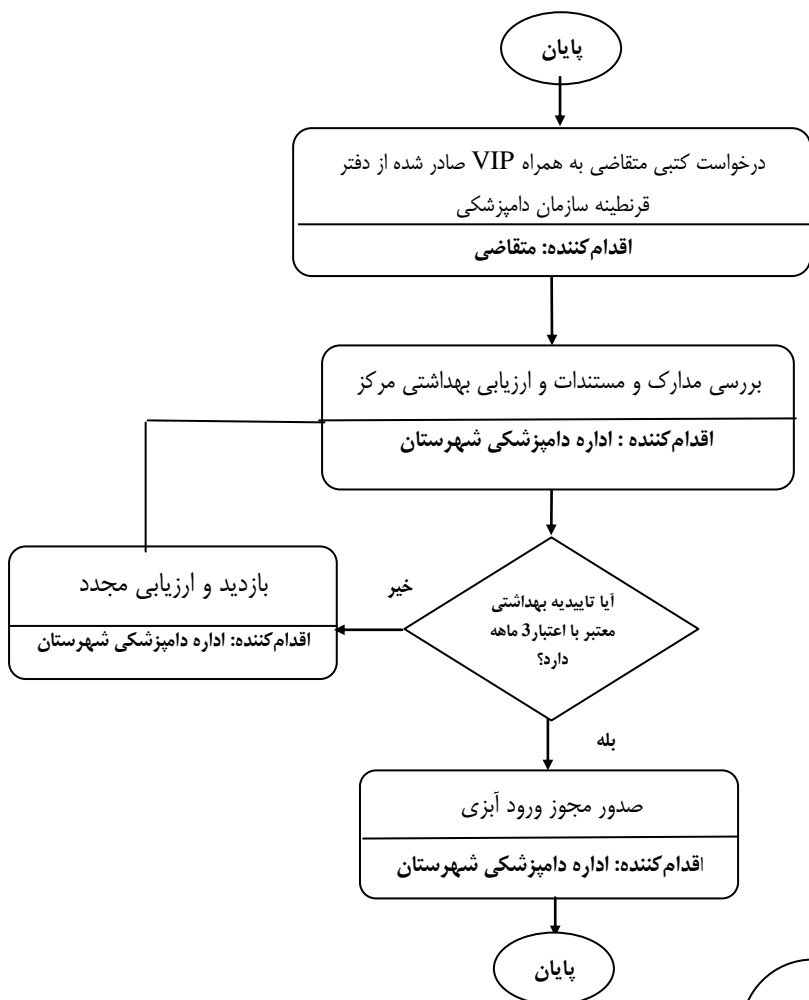 پایان
درخواست کتبی متقاضی به همراه VIP صادر شده از دفتر
قرنطینه سازمان دامپزشکی
اقدام‌کننده: متقاضی
بررسی مدارک و مستندات و ارزیابی بهداشتی مرکز
اقدام‌کننده : اداره دامپزشکی شهرستان
آیا تاییدیه بهداشتی
معتبر با اعتبار3 ماهه
دارد؟
خیر
بازدید و ارزیابی مجدد
اقدام‌کننده: اداره دامپزشکی شهرستان
بله
صدور مجوز ورود آبزی
اقدام‌کننده: اداره دامپزشکی شهرستان
پایان